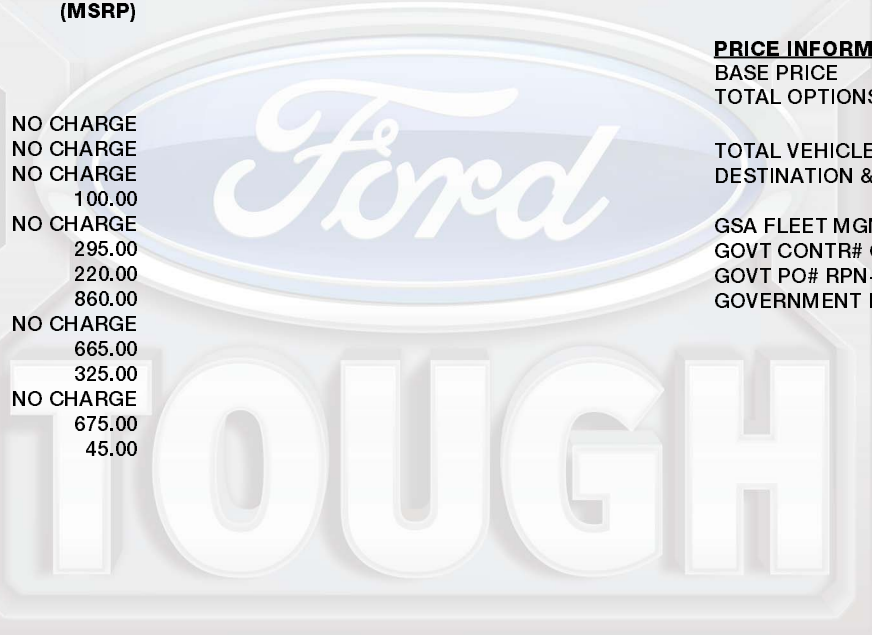 (MSRP)
NO CHARGE
NO CHARGE
NO CHARGE
100.00
NO CHARGE
295.00
220.00
860.00
NO CHARGE
665.00
325.00
NO CHARGE
675.00
45.00
PRICE INFORM
BASE PRICE
TOTAL OPTIONS
TOTAL VEHICLE
DESTINATION &
GSA FLEET MGM
GOVT CONTR#
GOVT PO# RPN-
GOVERNMENT
Ford
TOUGH